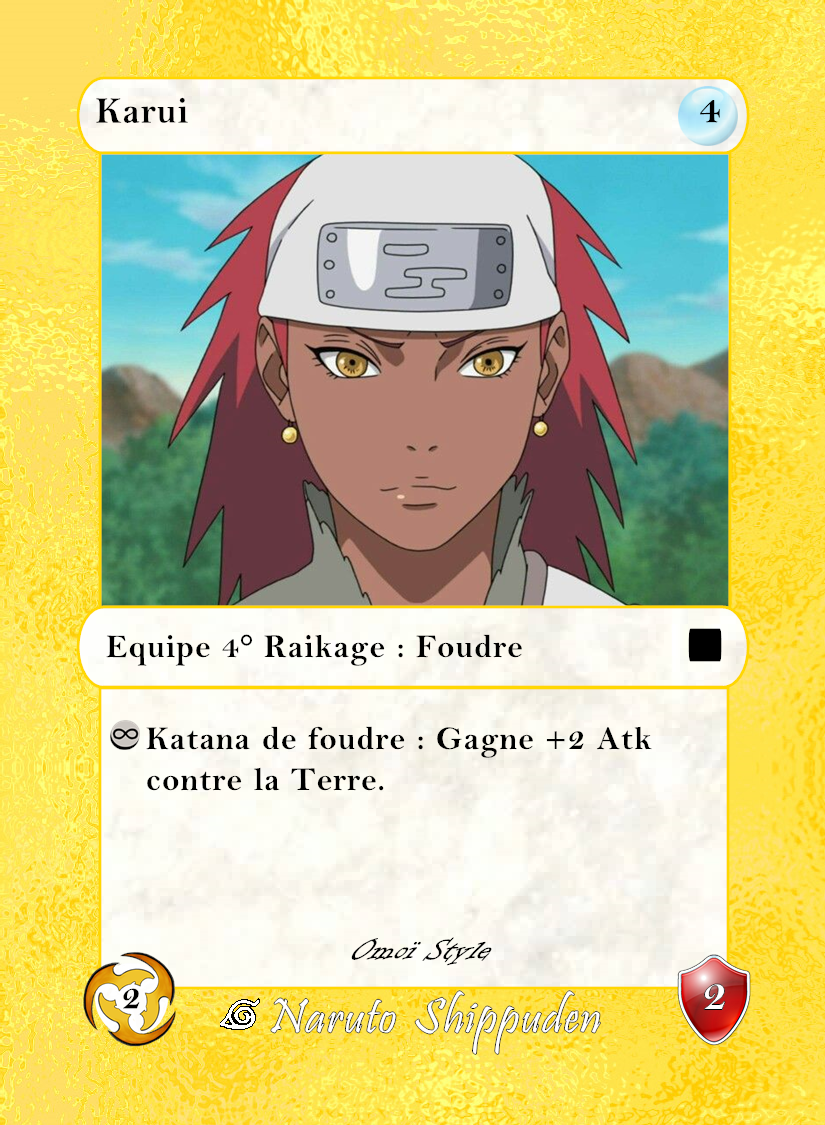 Karui 4
Equipe 4° Raikage : Foudre
∞ Katana de foudre : Gagne +2 Atk
contre la Terre.
Omoï Style
2 Naruto Shippuden 2